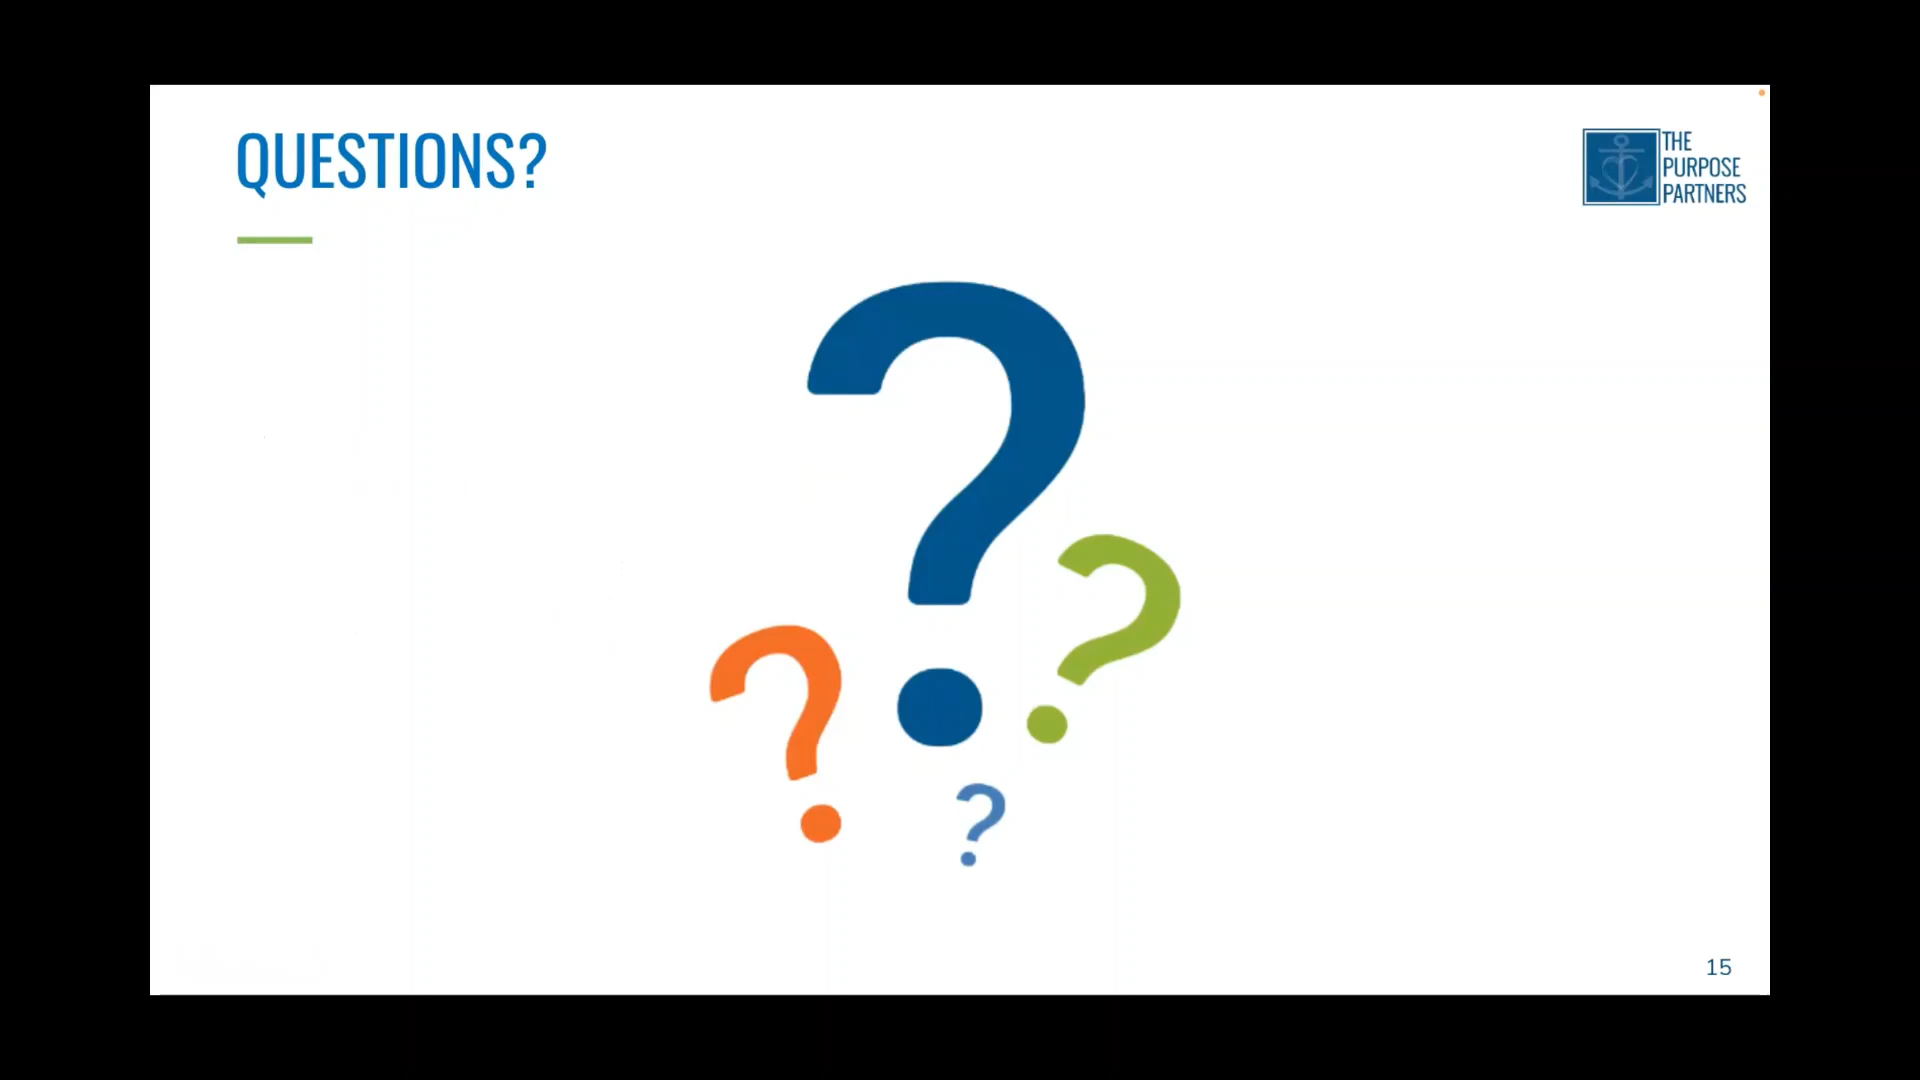 QUESTIONS?
THE
PURPOSE
PARTNERS
?
?
?
?
15